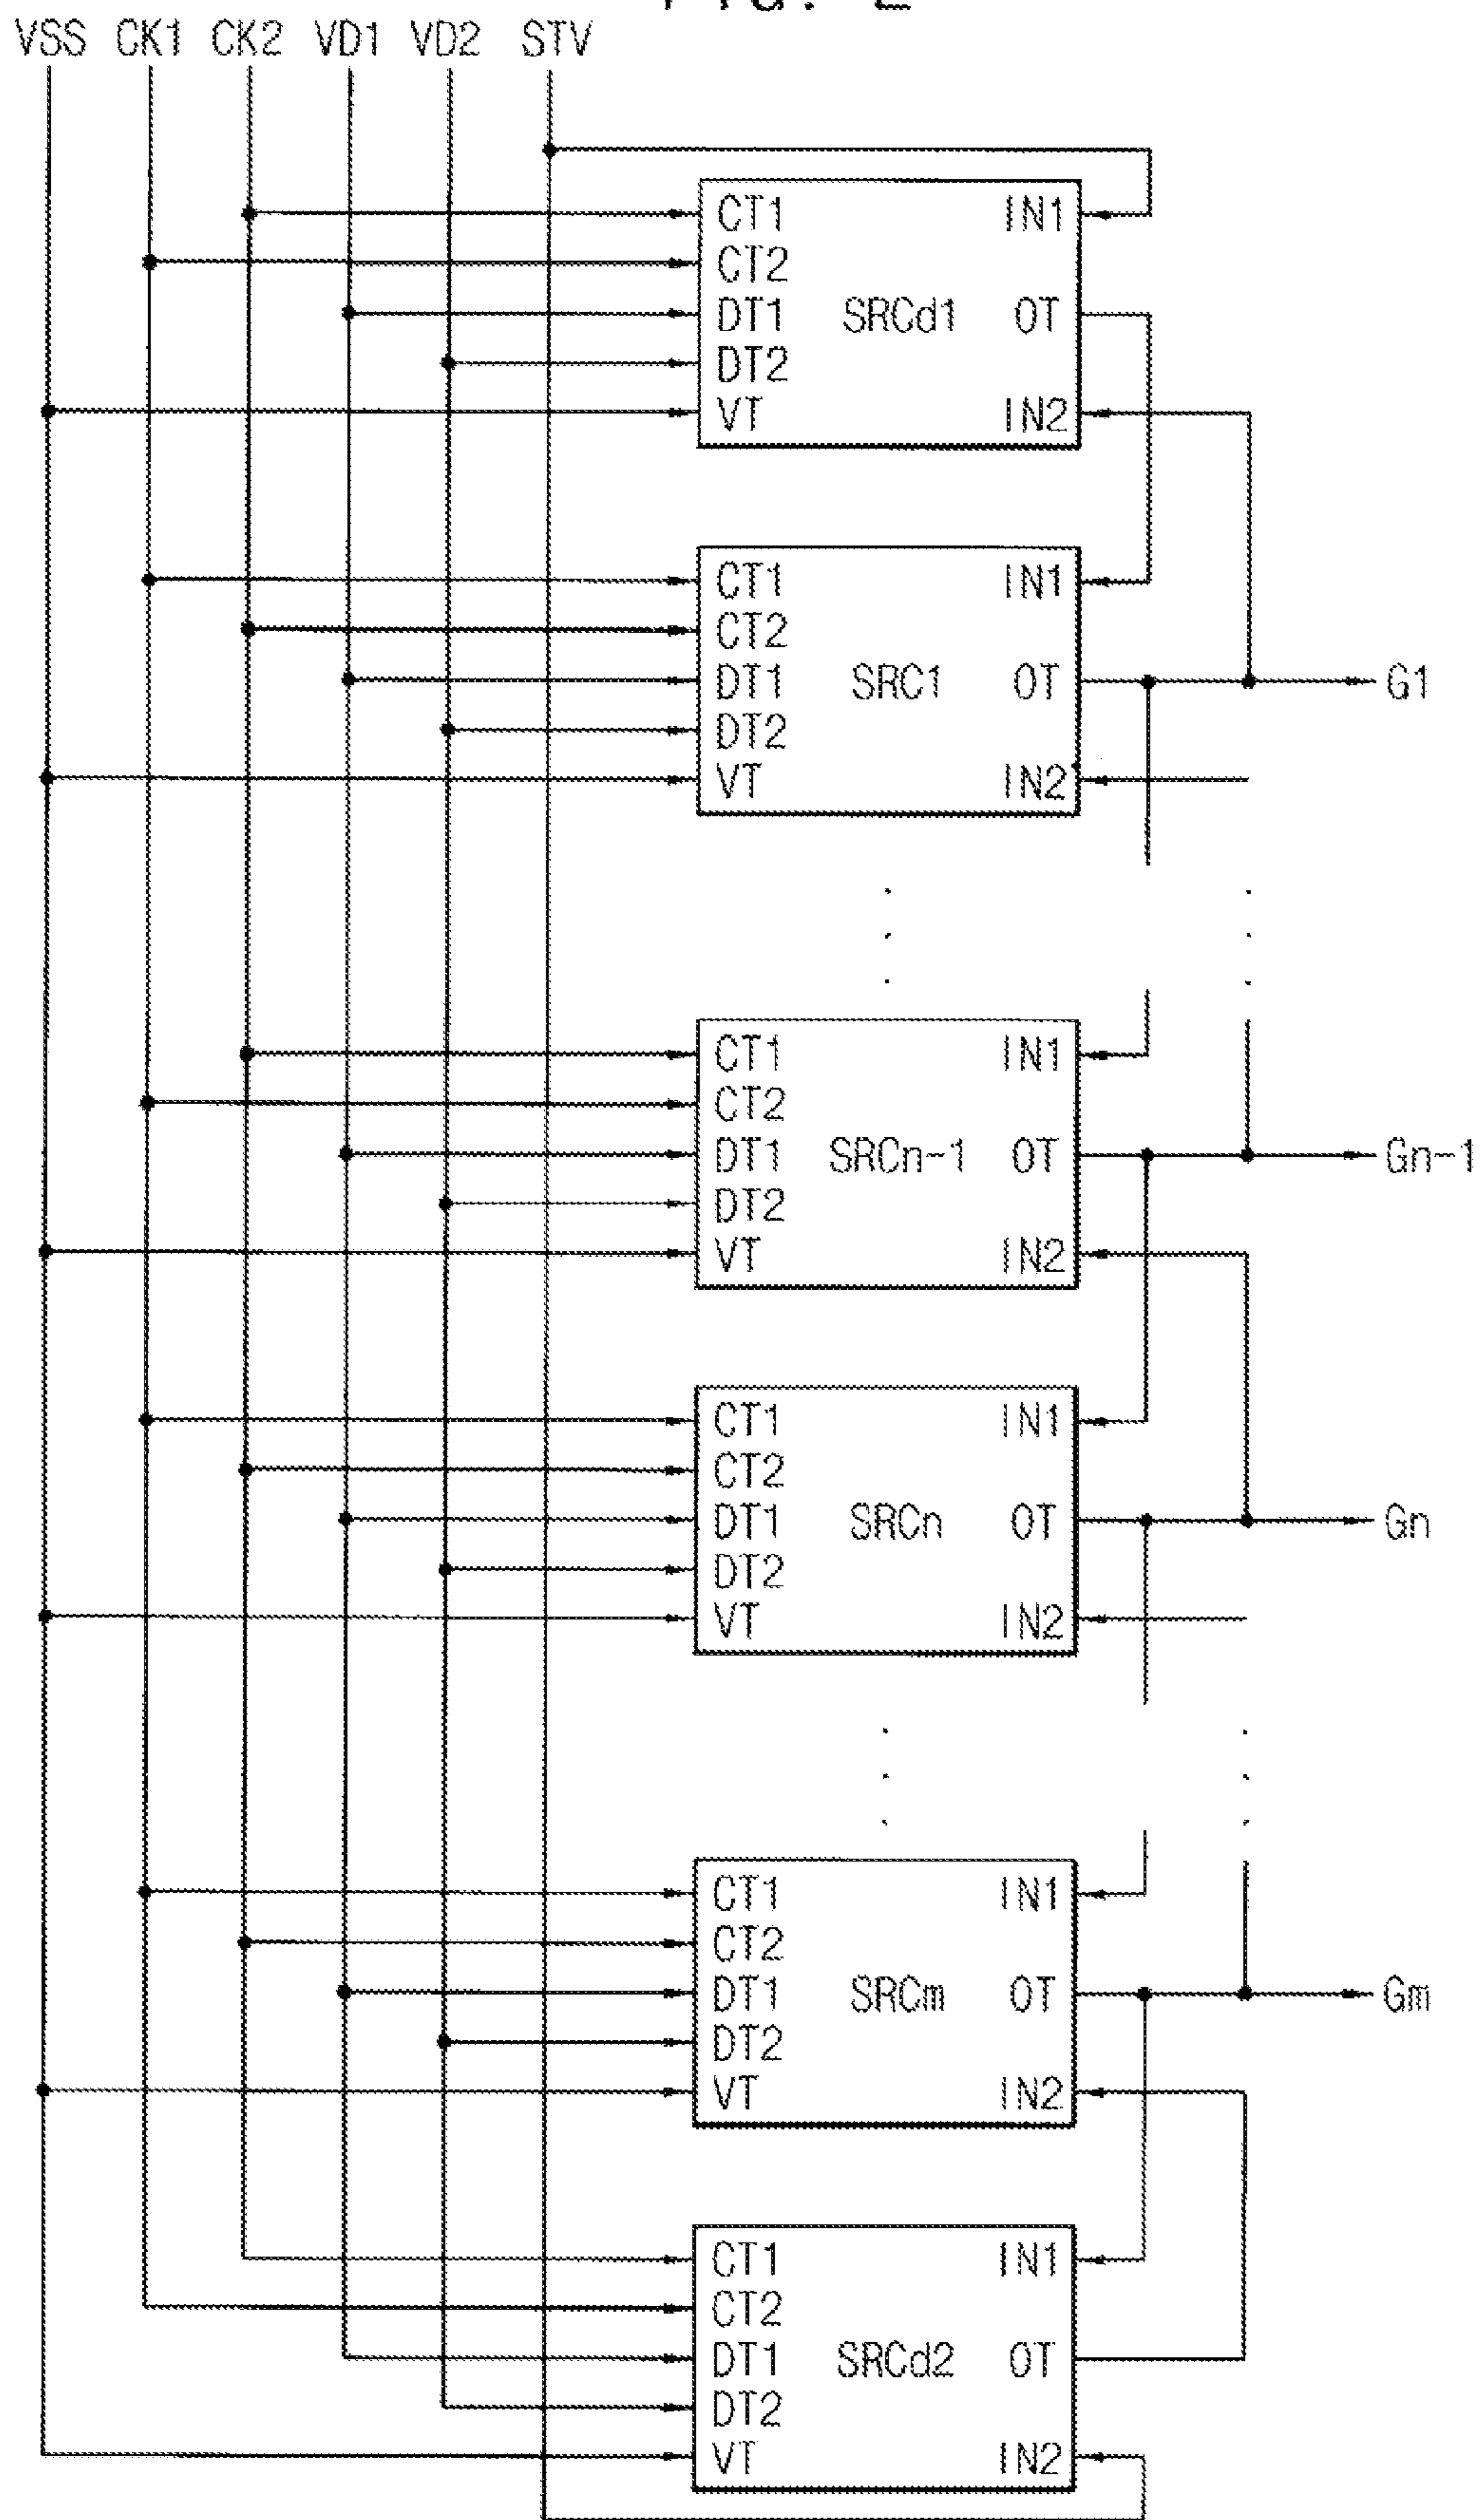 FIG. 2
VSS CK1 CK2 VD1 VD2 STV
CT1 IN1
CT2
DT1 SRCd1 OT
DT2
VT IN2
CT1 IN1
CT2
DT1 SRC1 OT G1
DT2
VT IN2
CT1 IN1
CT2
DT1 SRCn-1 OT Gn-1
DT2
VT IN2
CT1 IN1
CT2
DT1 SRCn OT Gn
DT2
VT IN2
CT1 IN1
CT2
DT1 SRCm OT Gm
DT2
VT IN2
CT1 IN1
CT2
DT1 SRCd2 OT
DT2
VT IN2